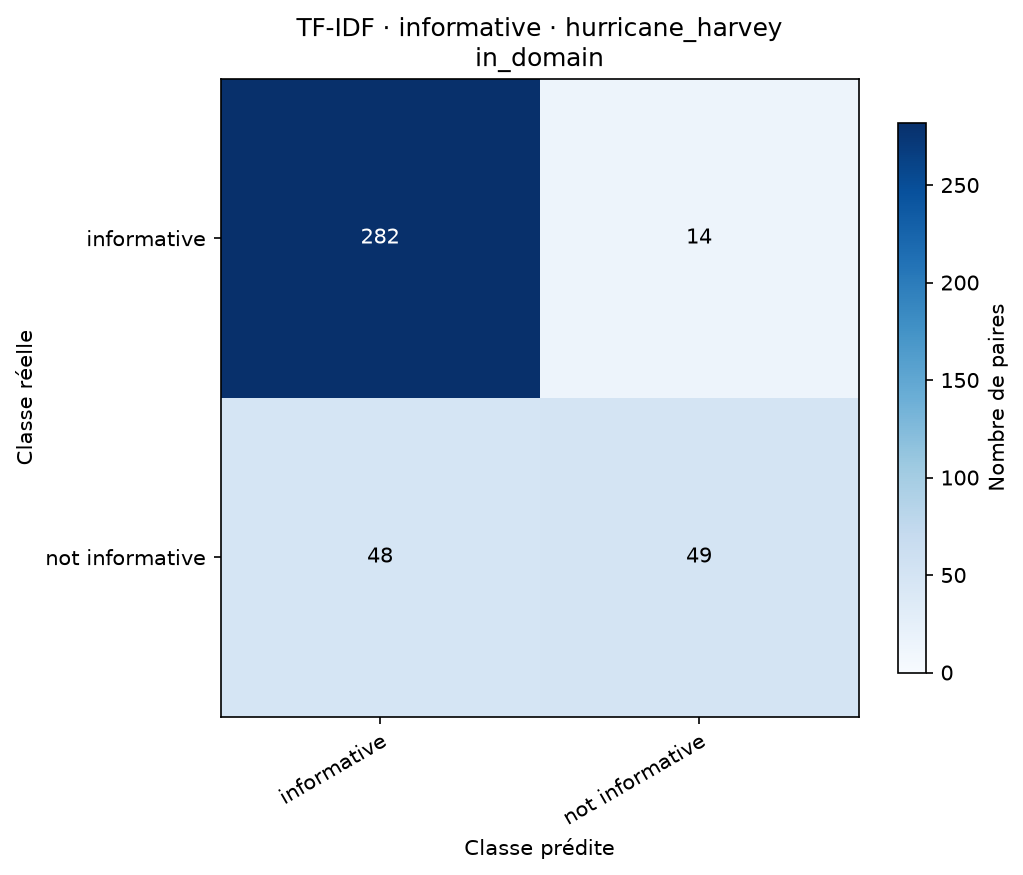 TF-IDF · informative · hurricane_harvey
in_domain
informative
282
14
not informative
48
49
informative
not informative
Classe prédite
Classe réelle
250
200
150
100
50
0
Nombre de paires